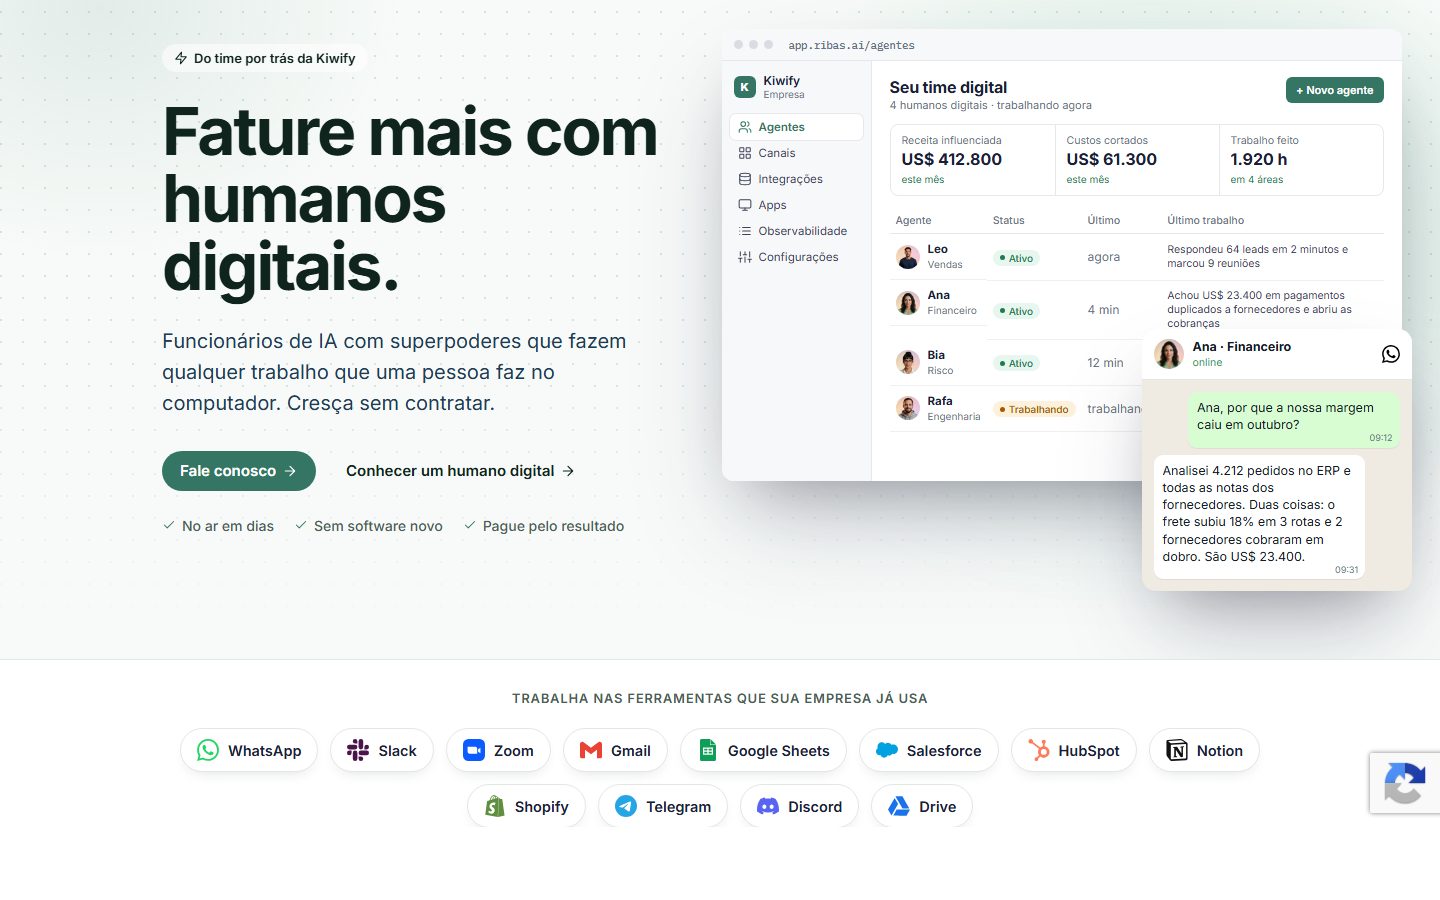 Do time por trás da Kiwify
Fature mais com
humanos
digitais.
Funcionários de IA com superpoderes que fazem
qualquer trabalho que uma pessoa faz no
computador. Cresça sem contratar.
Fale conosco →
Conhecer um humano digital →
No ar em dias
Sem software novo
Pague pelo resultado
app.ribas.ai/agentes
K
Kiwify
Empresa
Agentes
Canais
Integrações
Apps
Observabilidade
Configurações
Seu time digital
4 humanos digitais · trabalhando agora
+ Novo agente
Receita influenciada
US$ 412.800
este mês
Custos cortados
US$ 61.300
este mês
Trabalho feito
1.920 h
em 4 áreas
Agente Status Último Último trabalho
Leo
Vendas
Ativo
agora
Respondeu 64 leads em 2 minutos e
marcou 9 reuniões
Ana
Financeiro
Ativo
4 min
Achou US$ 23.400 em pagamentos
duplicados a fornecedores e abriu as
cobranças
Bia
Risco
Ativo
12 min
Rafa
Engenharia
Trabalhando
trabalhan
Ana · Financeiro
online
Ana, por que a nossa margem
caiu em outubro?
09:12
Analisei 4.212 pedidos no ERP e
todas as notas dos
fornecedores. Duas coisas: o
frete subiu 18% em 3 rotas e 2
fornecedores cobraram em
dobro. São US$ 23.400.
09:31
TRABALHA NAS FERRAMENTAS QUE SUA EMPRESA JÁ USA
WhatsApp
Slack
Zoom
Gmail
Google Sheets
Salesforce
HubSpot
Notion
Shopify
Telegram
Discord
Drive